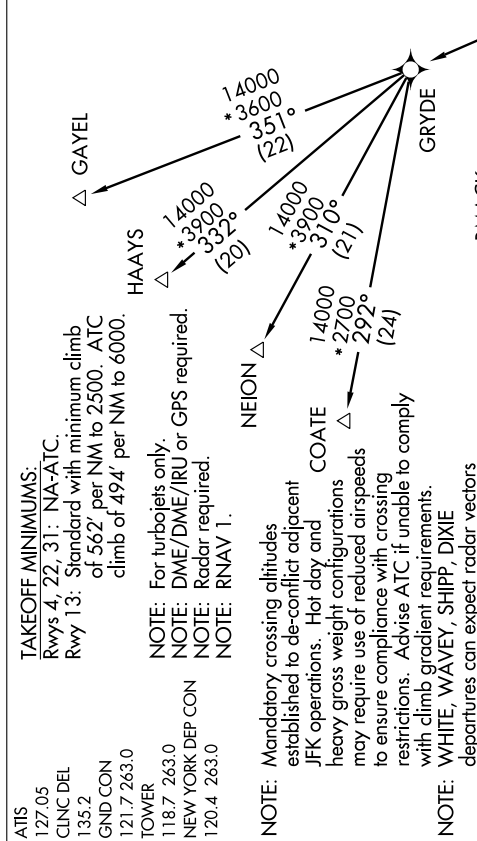 ATIS
127.05
CLNC DEL
135.2
GND CON
121.7 263.0
TOWER
118.7 263.0
NEW YORK DEP CON
120.4 263.0
TAKEOFF MINIMUMS:
Rwys 4, 22, 31: NA-ATC.
Rwy 13: Standard with minimum climb
of 562' per NM to 2500. ATC
climb of 494' per NM to 6000.
NOTE: For turbojets only.
NOTE: DME/DME/IRU or GPS required.
NOTE: Radar required.
NOTE: RNAV 1.
NOTE: Mandatory crossing altitudes
established to de-conflict adjacent
JFK operations. Hot day and
heavy gross weight configurations
may require use of reduced airspeeds
to ensure compliance with crossing
restrictions. Advise ATC if unable to comply
with climb gradient requirements.
NOTE: WHITE, WAVEY, SHIPP, DIXIE
departures can expect radar vectors
GAYEL
14000
*3600
351°
(22)
HAAYS
14000
*3900
332°
(20)
NEION
14000
*3900
310°
(21)
COATE
14000
*2700
292°
(24)
GRYDE